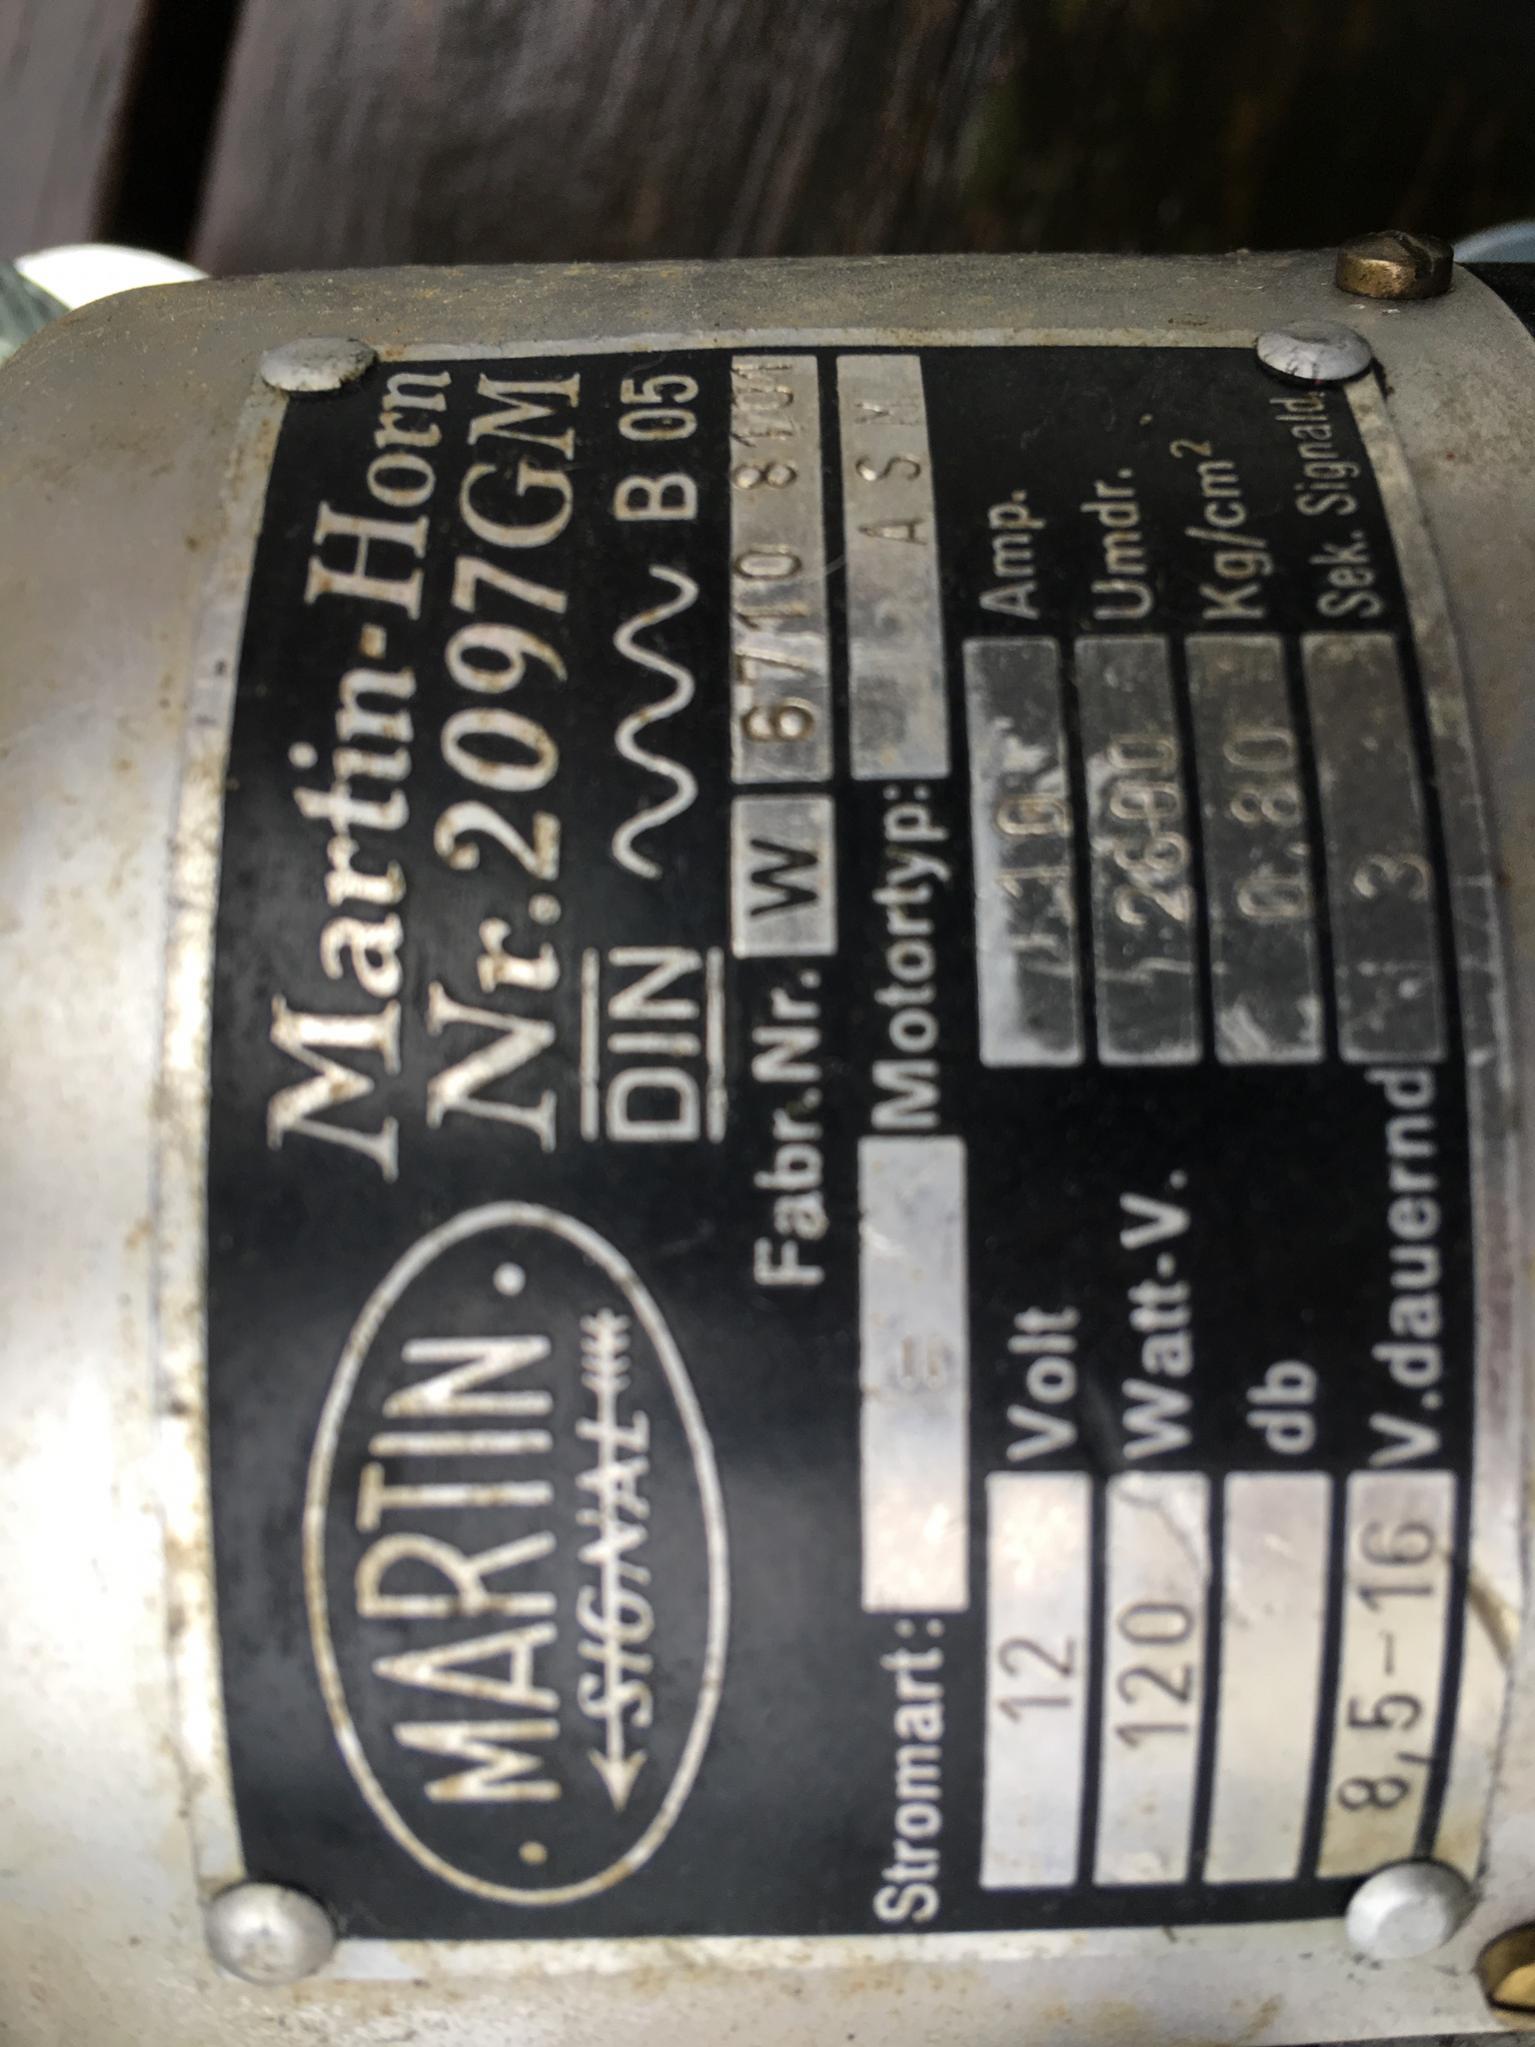 MARTIN
SIGNAL
Martin-Horn
Nr. 2097GM
DIN B 05
Fabr.Nr. W 6710
Stromart: = Motortyp: A S M
12 Volt 10 Amp.
120 Watt-V. Umdr.
db 0.80 Kg/cm²
8,5-16 V.dauernd 3 Sek. Signald.